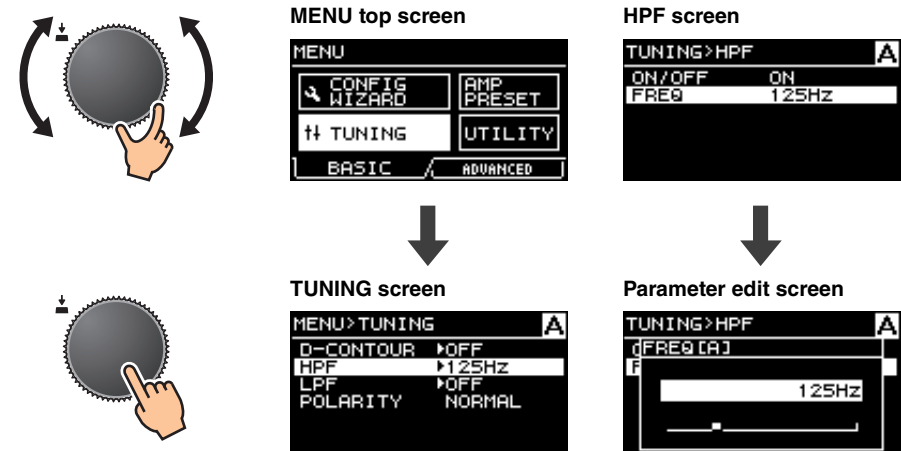 MENU top screen
MENU
CONFIG WIZARD
AMP PRESET
TUNING
UTILITY
BASIC
ADVANCED
TUNING screen
MENU>TUNING A
D-CONTOUR OFF
HPF 125Hz
LPF OFF
POLARITY NORMAL
HPF screen
TUNING>HPF A
ON/OFF ON
FREQ 125Hz
Parameter edit screen
TUNING>HPF A
FREQ[A]
125Hz